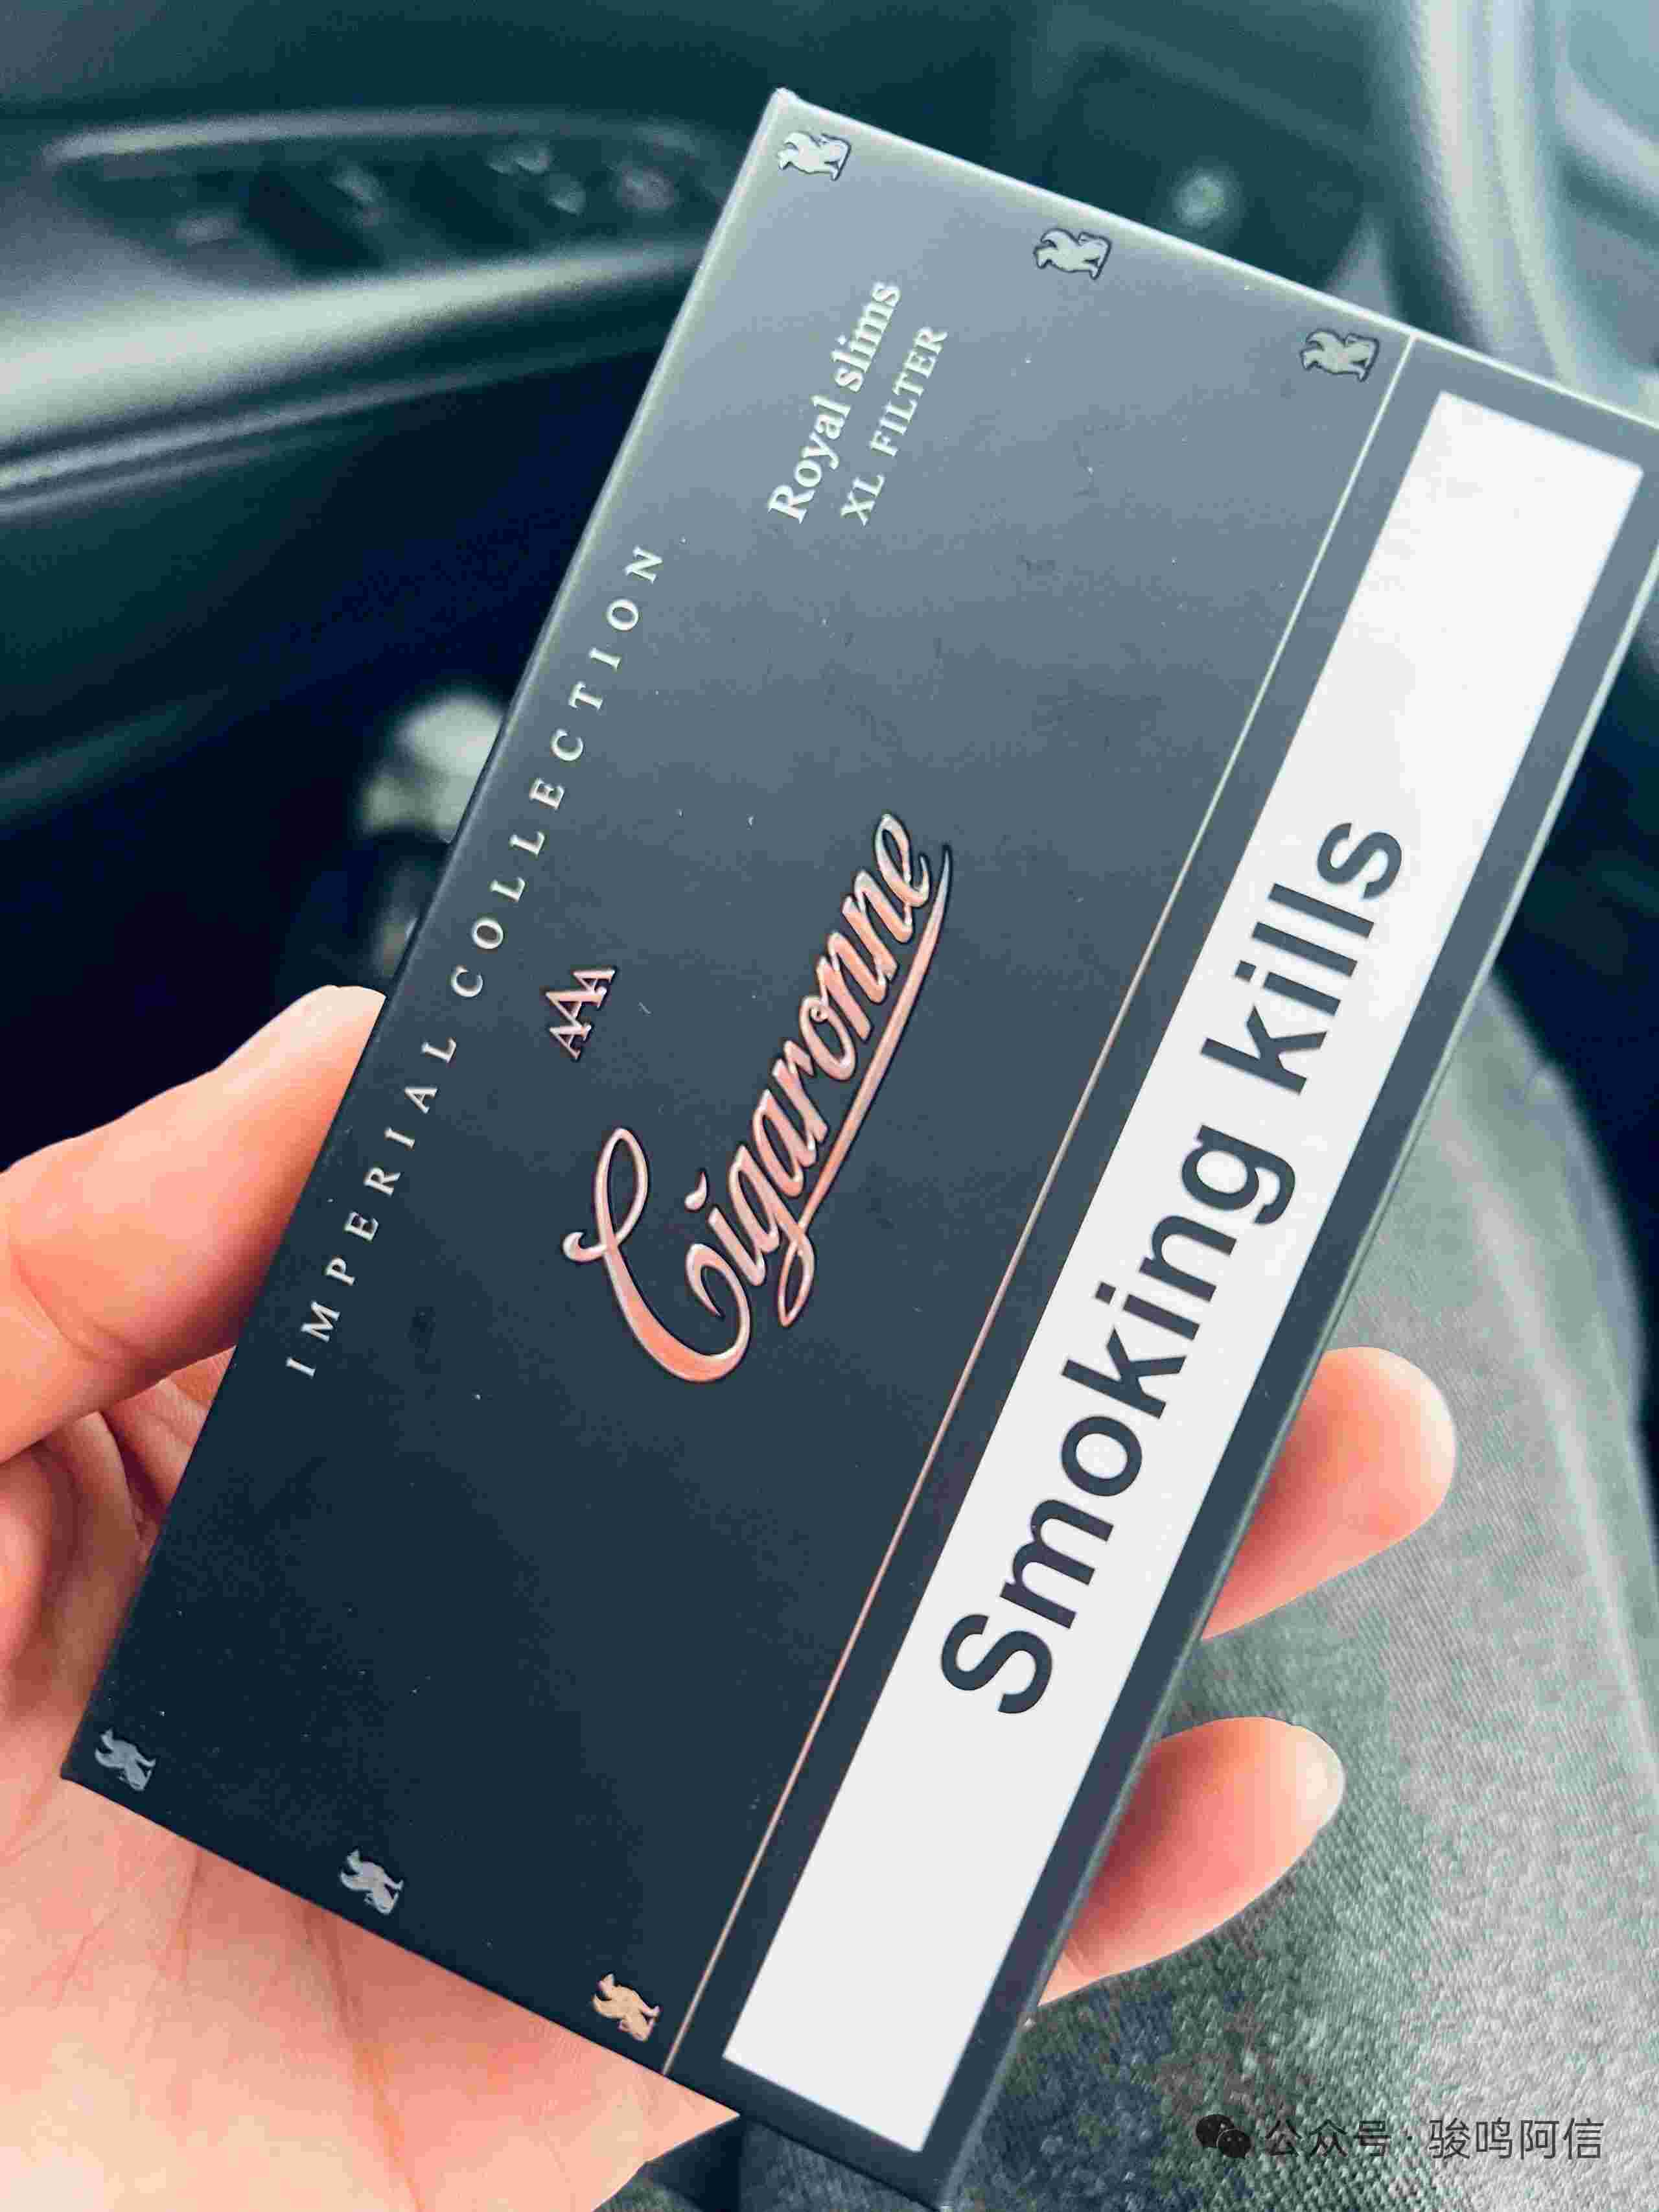 IMPERIAL COLLECTION
AAA
Cigaronne
Royal slims
XL FILTER
Smoking kills
公众号 · 骏鸣阿信